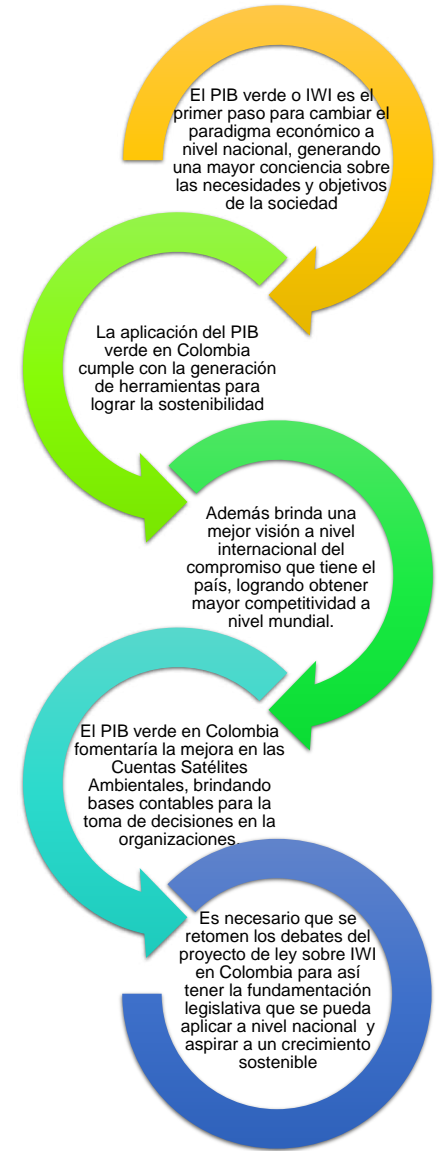 El PIB verde o IWI es el
primer paso para cambiar el
paradigma económico a
nivel nacional, generando
una mayor conciencia sobre
las necesidades y objetivos
de la sociedad
La aplicación del PIB
verde en Colombia
cumple con la generación
de herramientas para
lograr la sostenibilidad
Además brinda una
mejor visión a nivel
internacional del
compromiso que tiene el
país, logrando obtener
mayor competitividad a
nivel mundial.
El PIB verde en Colombia
fomentaría la mejora en las
Cuentas Satélites
Ambientales, brindando
bases contables para la
toma de decisiones en la
organizaciones.
Es necesario que se
retomen los debates del
proyecto de ley sobre IWI
en Colombia para así
tener la fundamentación
legislativa que se pueda
aplicar a nivel nacional y
aspirar a un crecimiento
sostenible